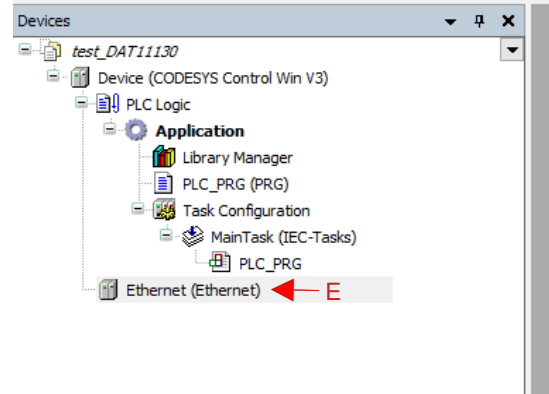 Devices
test_DAT11130
Device (CODESYS Control Win V3)
PLC Logic
Application
Library Manager
PLC_PRG (PRG)
Task Configuration
MainTask (IEC-Tasks)
PLC_PRG
Ethernet (Ethernet) E